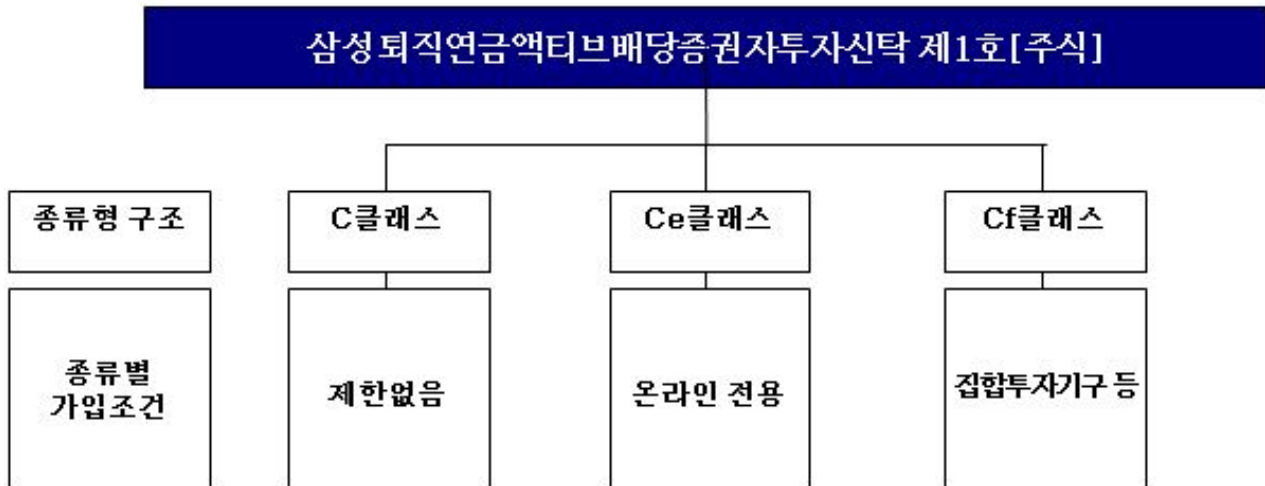 삼성퇴직연금액티브배당증권자투자신탁 제1호[주식]
종류형 구조
C클래스
Ce클래스
Cf클래스
종류별
가입조건
제한없음
온라인 전용
집합투자기구 등